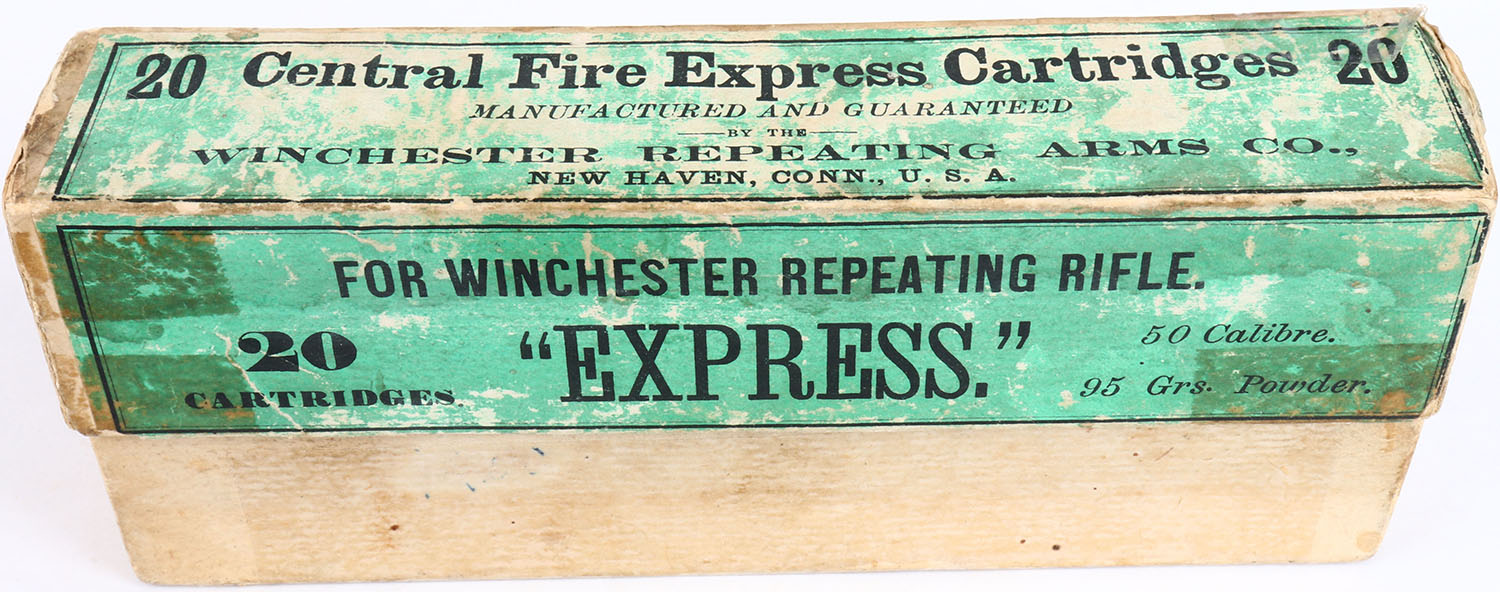 20 Central Fire Express Cartridges 20
MANUFACTURED AND GUARANTEED
BY THE
WINCHESTER REPEATING ARMS CO.,
NEW HAVEN, CONN., U. S. A.
FOR WINCHESTER REPEATING RIFLE.
20
CARTRIDGES.
“EXPRESS.”
50 Calibre.
95 Grs. Powder.